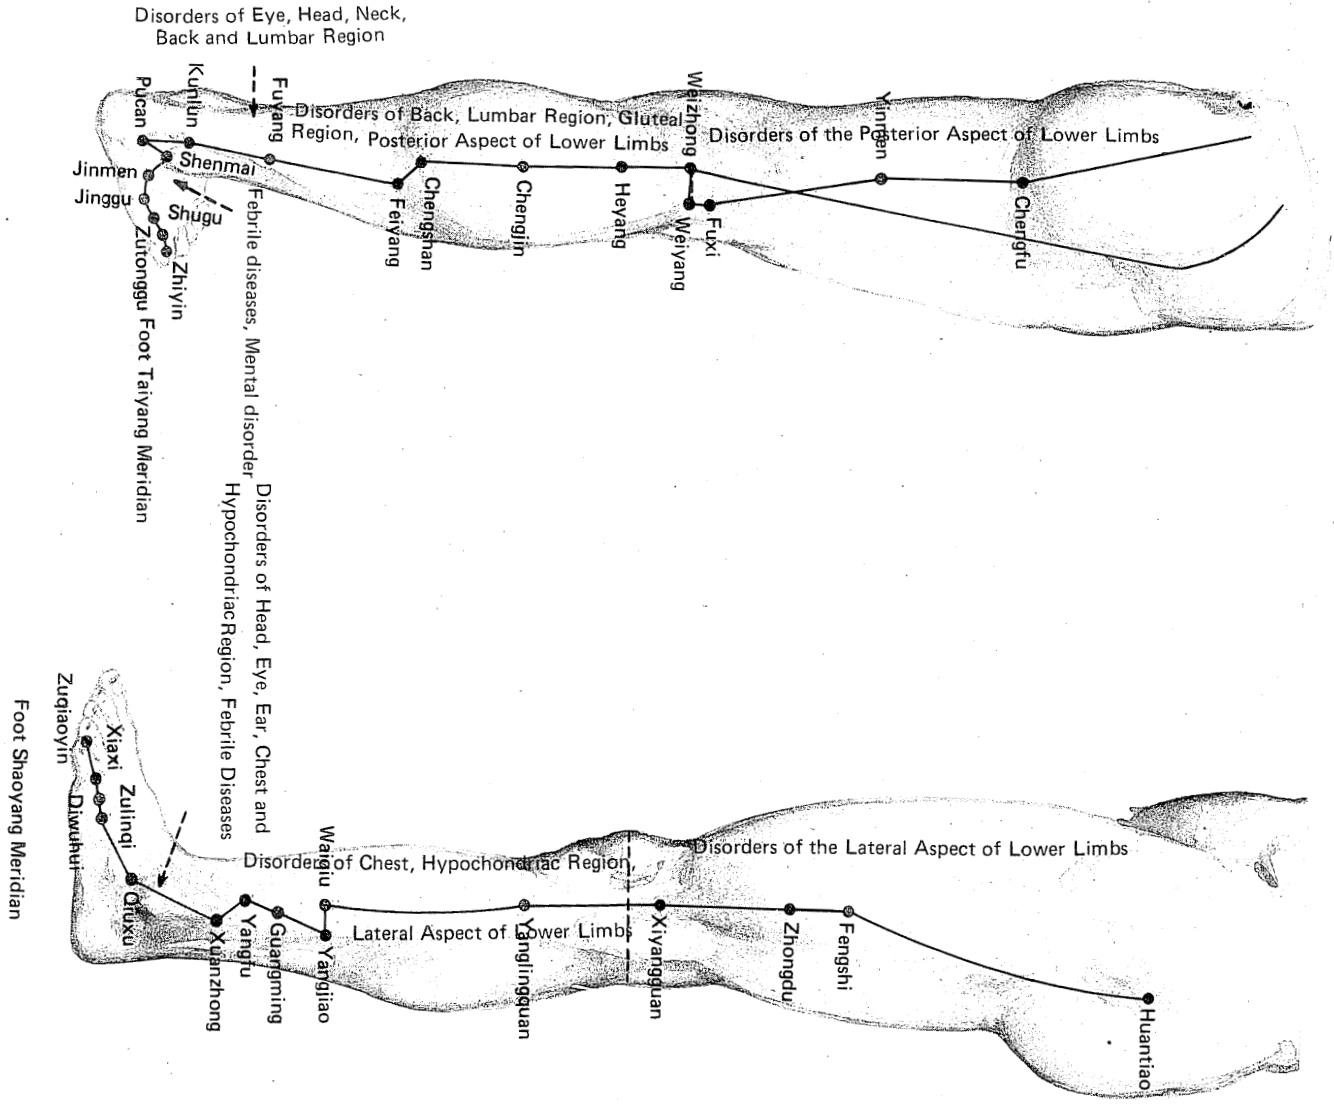 Disorders of Eye, Head, Neck,
Back and Lumbar Region
Pucan
Kunlun
Fuyang
Disorders of Back, Lumbar Region, Gluteal
Region, Posterior Aspect of Lower Limbs
Weizhong
Disorders of the Posterior Aspect of Lower Limbs
Yinmen
Jinmen
Shenmai
Jinggu
Shugu
Zutonggu
Zhiyin
Feiyang
Chengshan
Chengjin
Heyang
Weiyang
Fuxi
Chengfu
Foot Taiyang Meridian
Febrile diseases, Mental disorder
Disorders of Head, Eye, Ear, Chest and
Hypochondriac Region, Febrile Diseases
Foot Shaoyang Meridian
Zuqiaoyin
Xiaxi
Diwuhui
Zulinqi
Qiuxu
Waiqiu
Disorders of Chest, Hypochondriac Region,
Lateral Aspect of Lower Limbs
Disorders of the Lateral Aspect of Lower Limbs
Xuanzhong
Yangfu
Guangming
Yangjiao
Yanglingquan
Xiyangguan
Zhongdu
Fengshi
Huantiao